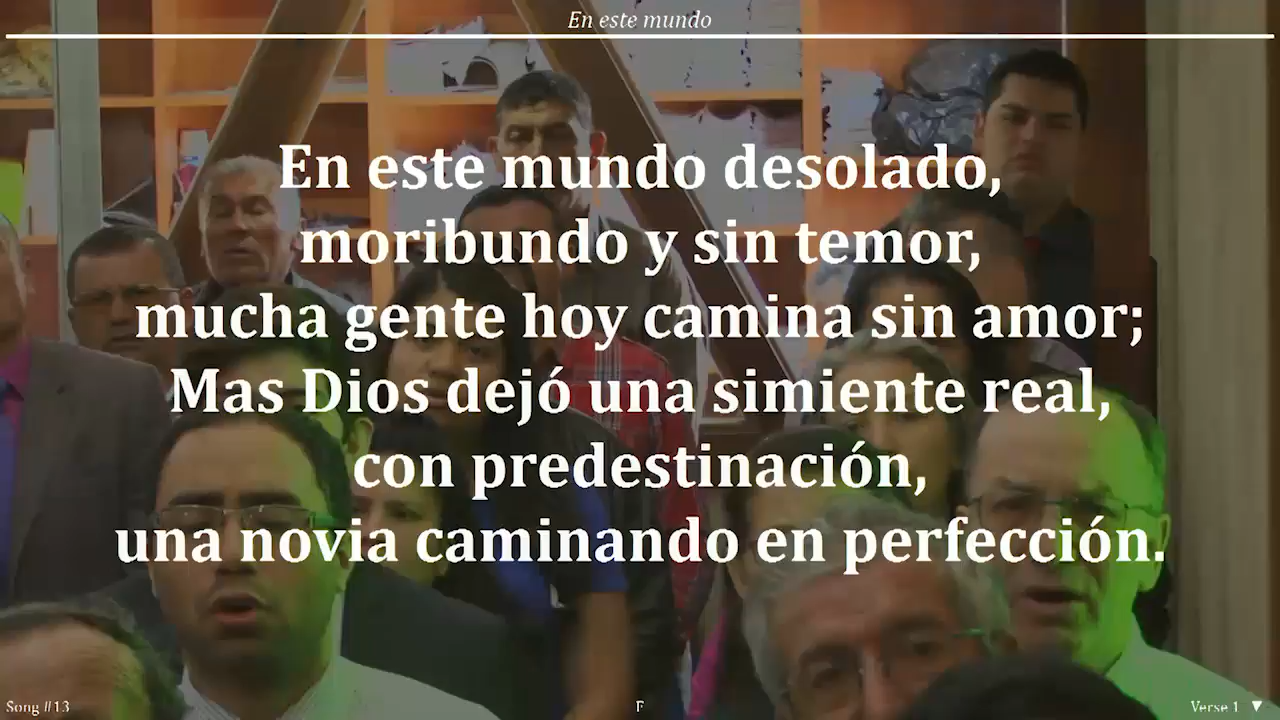 En este mundo
En este mundo desolado,
moribundo y sin temor,
mucha gente hoy camina sin amor;
Mas Dios dejó una simiente real,
con predestinación,
una novia caminando en perfección.
Song #13
F
Verse 1 ▼